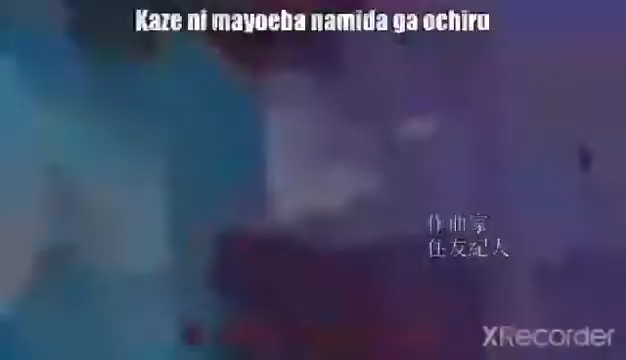 Kaze ni mayoeba namida ga ochiru
作曲家
住友紀人
XRecorder